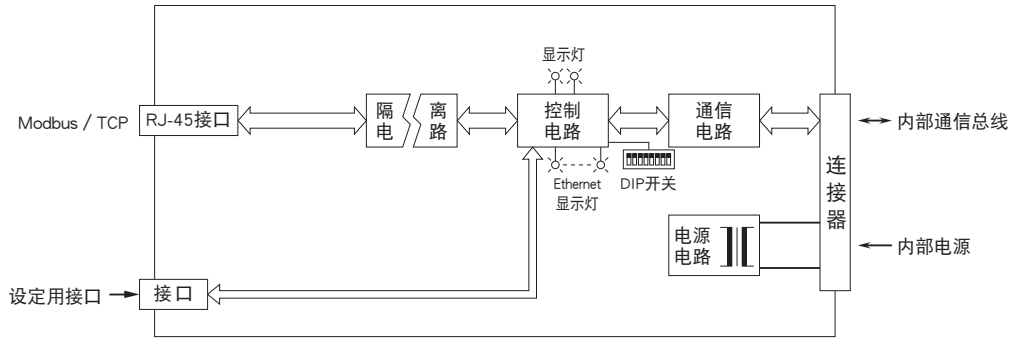 显示灯
Modbus / TCP
RJ-45接口
隔 离
电 路
控制
电路
通信
电路
内部通信总线
连接器
Ethernet
显示灯
DIP开关
电源
电路
内部电源
设定用接口
接口